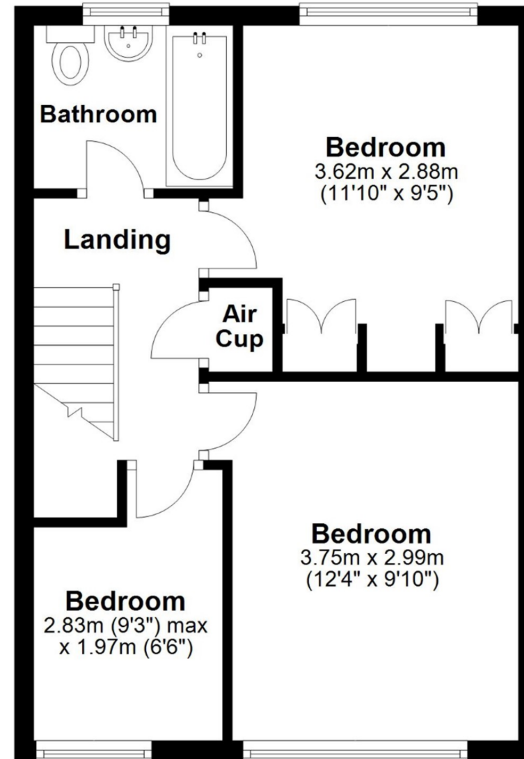 Bathroom
Bedroom
3.62m x 2.88m
(11'10" x 9'5")
Landing
Air
Cup
Bedroom
3.75m x 2.99m
(12'4" x 9'10")
Bedroom
2.83m (9'3") max
x 1.97m (6'6")